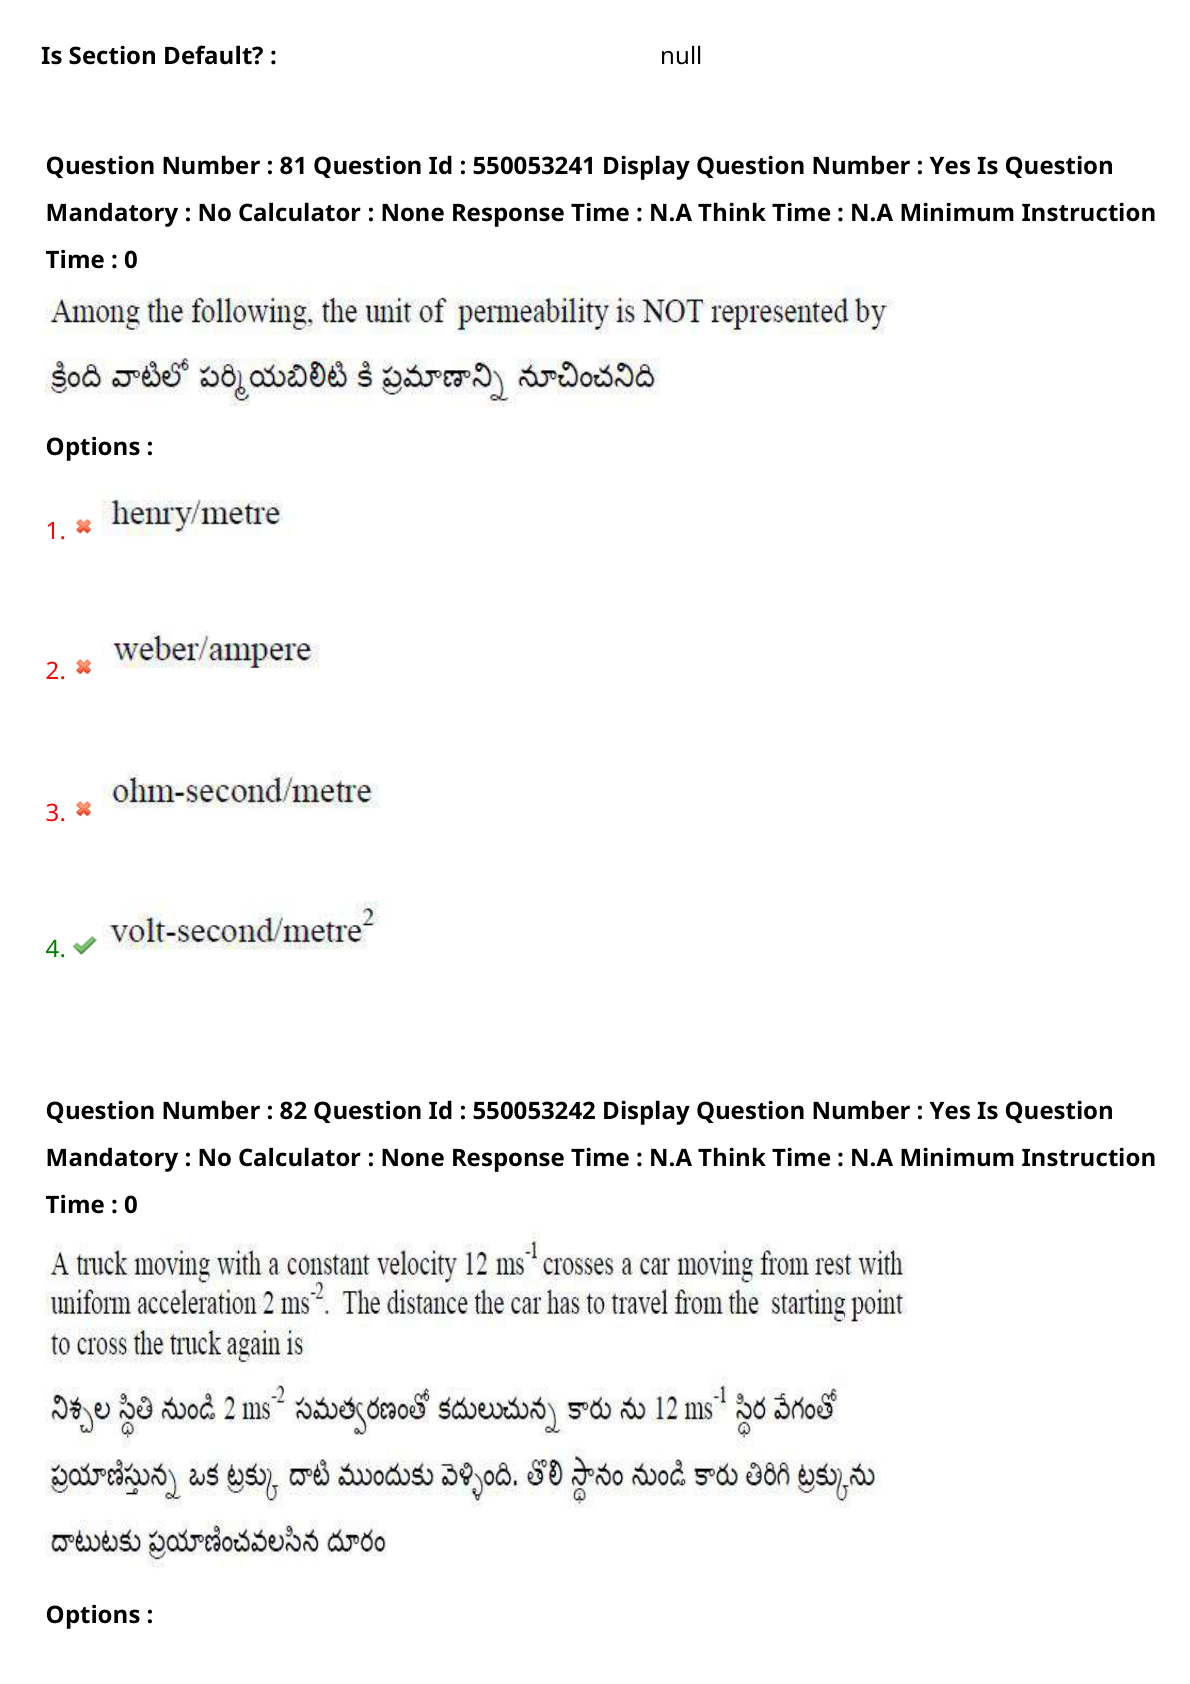 Is Section Default? : null
Question Number : 81 Question Id : 550053241 Display Question Number : Yes Is Question
Mandatory : No Calculator : None Response Time : N.A Think Time : N.A Minimum Instruction
Time : 0
Among the following, the unit of permeability is NOT represented by
క్రింది వాటిలో పర్మియబిలిటి కి ప్రమాణాన్ని నూచించనిది
Options :
1. henry/metre
2. weber/ampere
3. ohm-second/metre
4. volt-second/metre²
Question Number : 82 Question Id : 550053242 Display Question Number : Yes Is Question
Mandatory : No Calculator : None Response Time : N.A Think Time : N.A Minimum Instruction
Time : 0
A truck moving with a constant velocity 12 ms⁻¹ crosses a car moving from rest with
uniform acceleration 2 ms⁻². The distance the car has to travel from the starting point
to cross the truck again is
నిశ్చల స్థితి నుండి 2 ms⁻² సమత్వరణంతో కదులుచున్న కారు ను 12 ms⁻¹ స్థిర వేగంతో
ప్రయాణిస్తున్న ఒక ట్రక్కు దాటి ముందుకు వెళ్ళింది. తొలి స్థానం నుండి కారు తిరిగి ట్రక్కును
దాటుటకు ప్రయాణించవలసిన దూరం
Options :